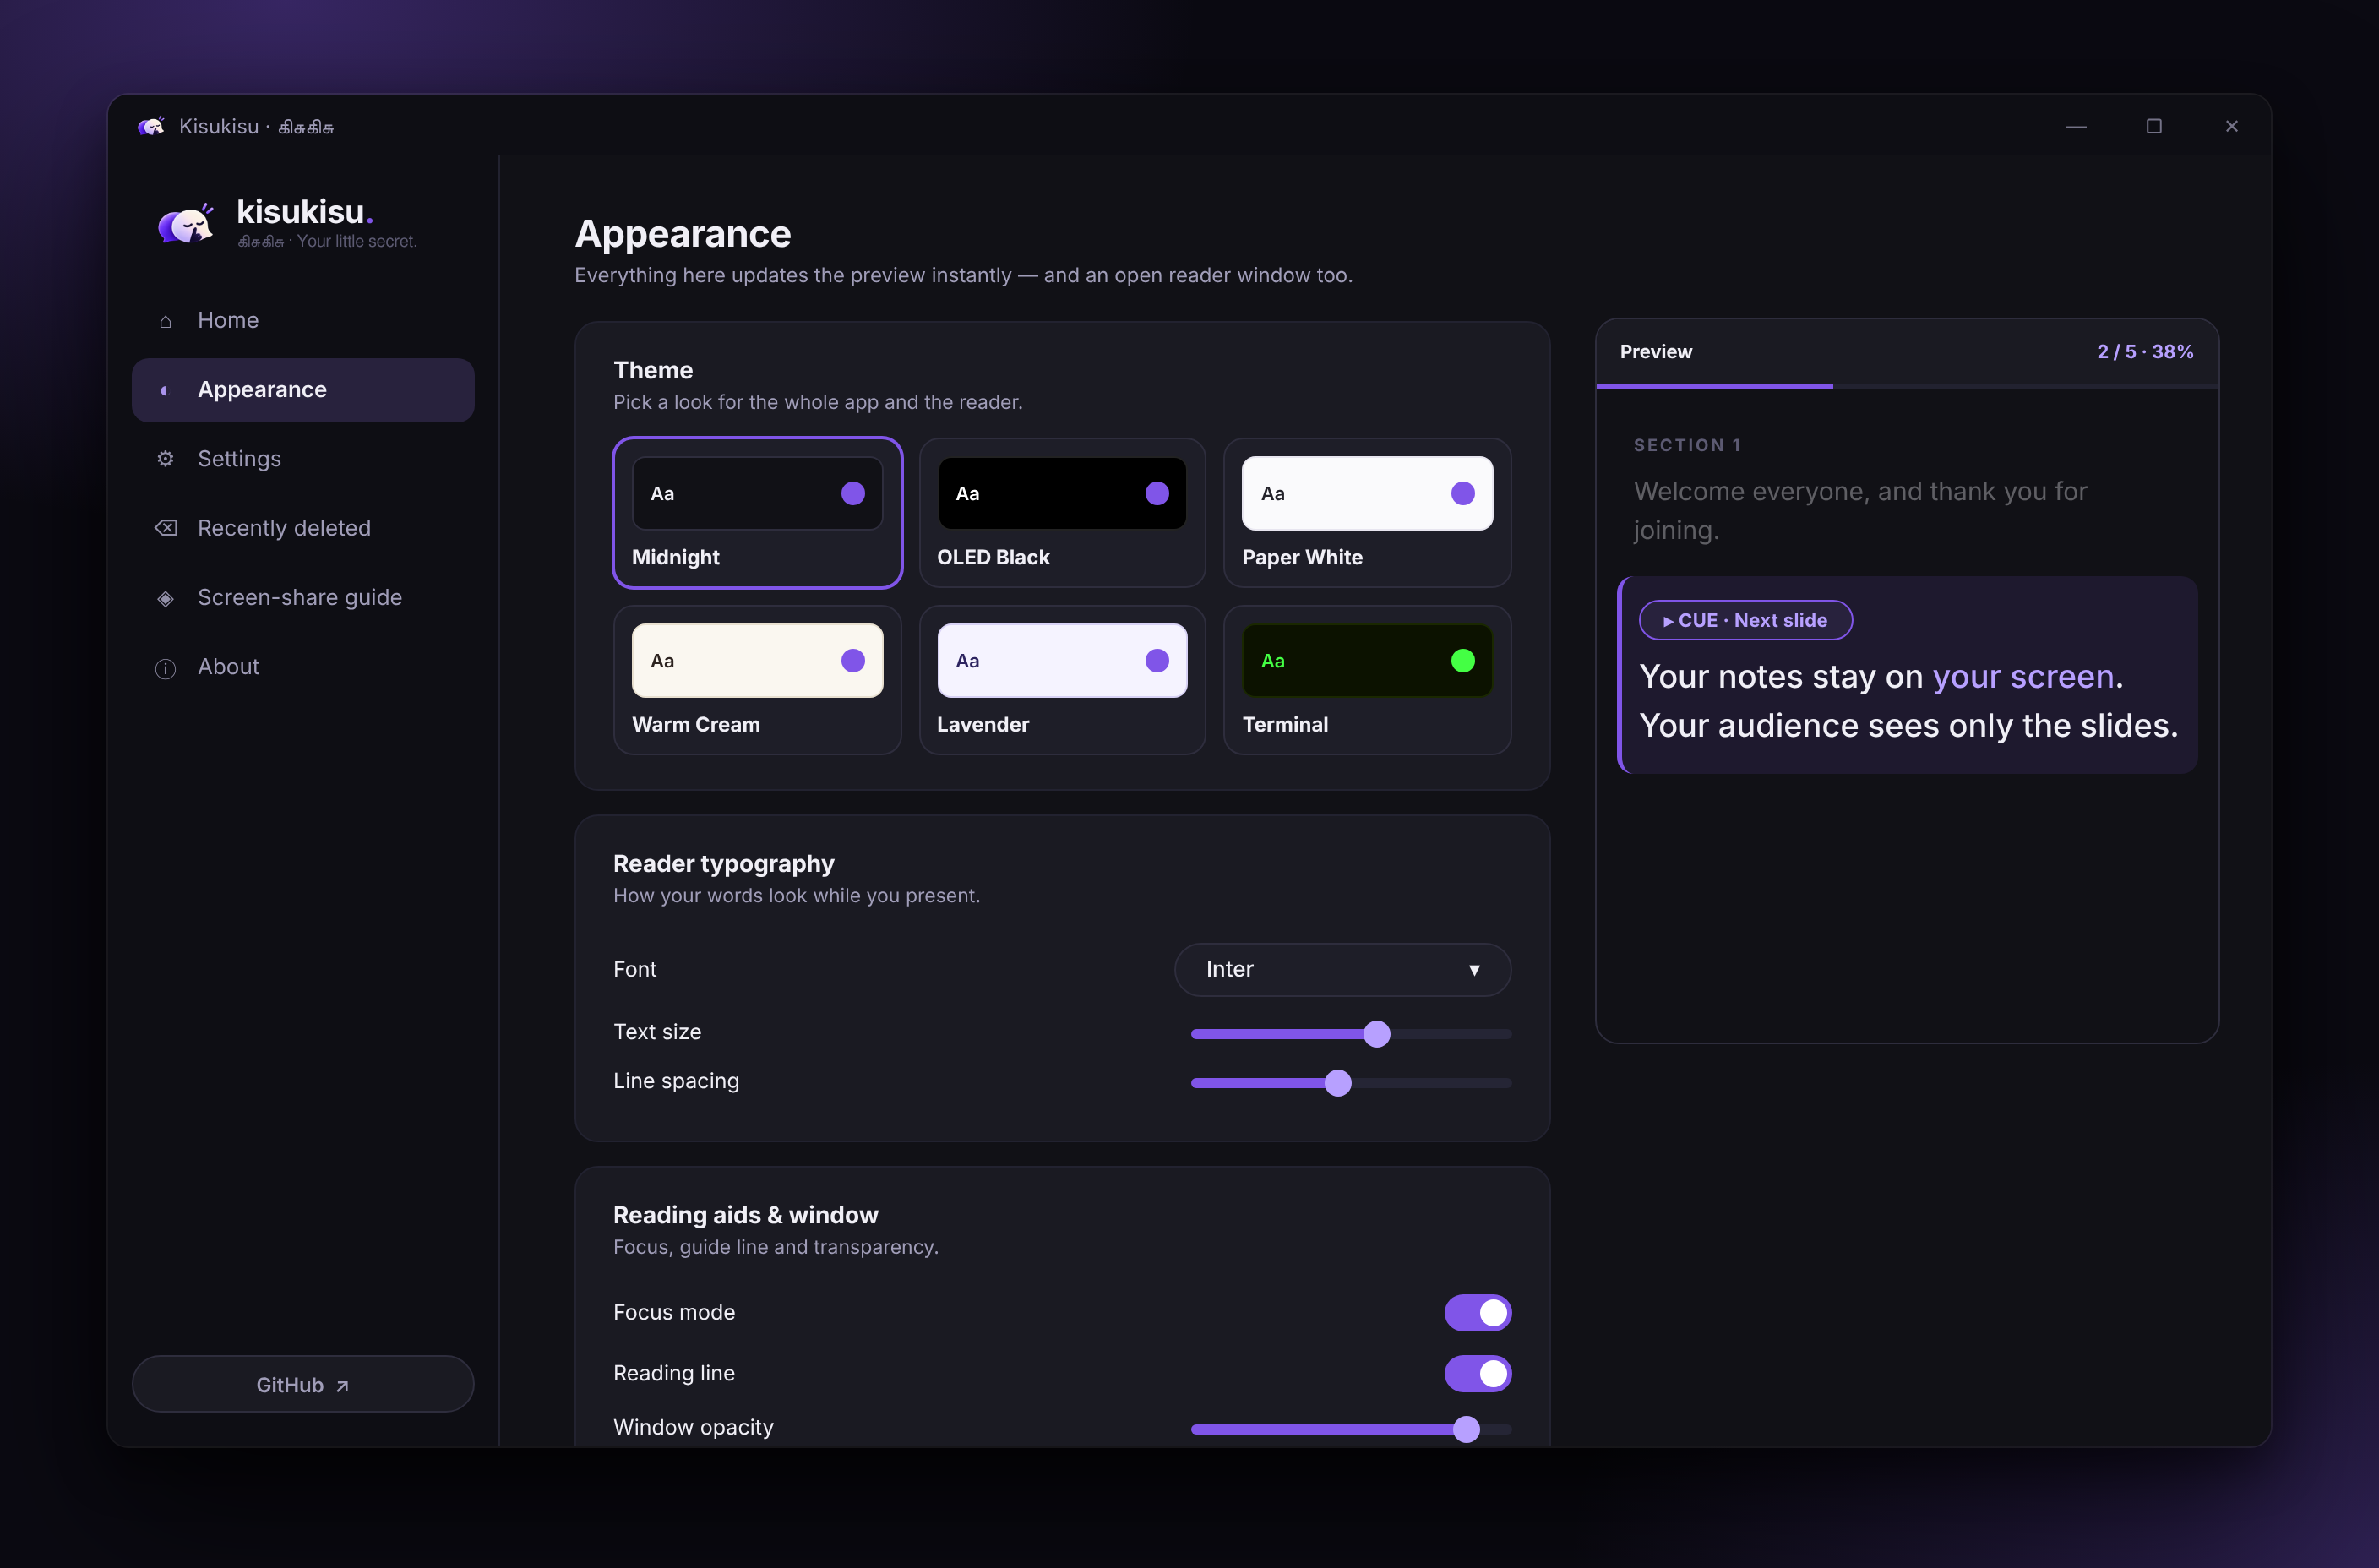 Kisukisu · கிசுகிசு
kisukisu.
கிசுகிசு · Your little secret.
Home
Appearance
Settings
Recently deleted
Screen-share guide
About
GitHub ↗
Appearance
Everything here updates the preview instantly — and an open reader window too.
Theme
Pick a look for the whole app and the reader.
Aa
Aa
Aa
Midnight
OLED Black
Paper White
Aa
Aa
Aa
Warm Cream
Lavender
Terminal
Reader typography
How your words look while you present.
Font
Inter
Text size
Line spacing
Reading aids & window
Focus, guide line and transparency.
Focus mode
Reading line
Window opacity
Preview
2 / 5 · 38%
SECTION 1
Welcome everyone, and thank you for
joining.
▸ CUE · Next slide
Your notes stay on your screen.
Your audience sees only the slides.